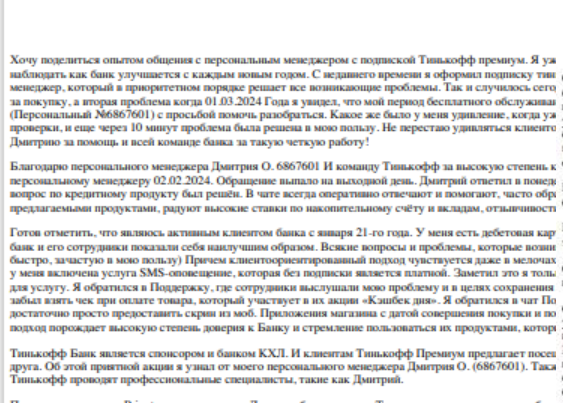 Хочу поделиться опытом общения с персональным менеджером с подпиской Тинькофф премиум. Я уж
наблюдать как банк улучшается с каждым новым годом. С недавнего времени я оформил подписку тин
менеджер, который в приоритетном порядке решает все возникающие проблемы. Так и случилось сего
за покупку, а вторая проблема когда 01.03.2024 Года я увидел, что мой период бесплатного обслужива
(Персональный №6867601) с просьбой помочь разобраться. Какое же было у меня удивление, когда уж
проверки, и еще через 10 минут проблема была решена в мою пользу. Не перестаю удивляться клиенто
Дмитрию за помощь и всей команде банка за такую четкую работу!
Благодарю персонального менеджера Дмитрия О. 6867601 И команду Тинькофф за высокую степень к
персональному менеджеру 02.02.2024. Обращение выпало на выходной день. Дмитрий ответил в понед
вопрос по кредитному продукту был решён. В чате всегда оперативно отвечают и помогают, часто обра
предлагаемыми продуктами, радуют высокие ставки по накопительному счёту и вкладам, отзывчивость
Готов отметить, что являюсь активным клиентом банка с января 21-го года. У меня есть дебетовая кар
банк и его сотрудники показали себя наилучшим образом. Всякие вопросы и проблемы, которые возни
быстро, зачастую в мою пользу) Причем клиентоориентированный подход чувствуется даже в мелочах
у меня включена услуга SMS-оповещение, которая без подписки является платной. Заметил это я толь
для услугу. Я обратился в Поддержку, где сотрудники выслушали мою проблему и в целях сохранения
забыл взять чек при оплате товара, который участвует в их акции «Кэшбек дня». Я обратился в чат По
достаточно просто предоставить скрин из моб. Приложения магазина с датой совершения покупки и по
подход порождает высокую степень доверия к Банку и стремление пользоваться их продуктами, котор
Тинькофф Банк является спонсором и банком КХЛ. И клиентам Тинькофф Премиум предлагает посещ
друга. Об этой приятной акции я узнал от моего персонального менеджера Дмитрия О. (6867601). Такж
Тинькофф проводят профессиональные специалисты, такие как Дмитрий.